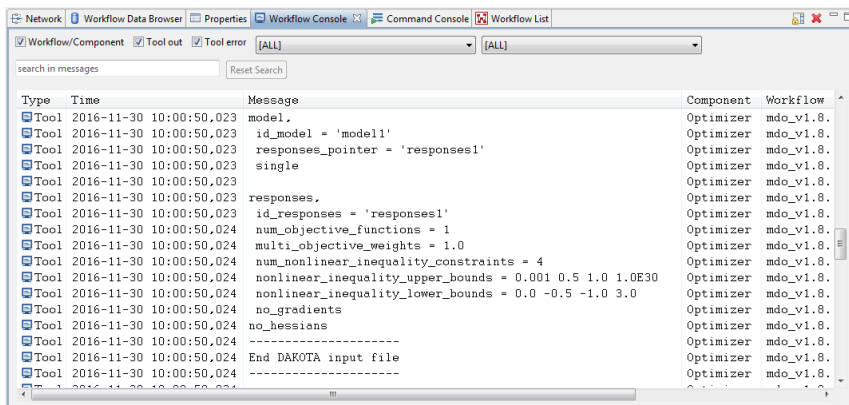 Network Workflow Data Browser Properties Workflow Console Command Console Workflow List
Workflow/Component Tool out Tool error [ALL] [ALL]
search in messages Reset Search
Type Time Message Component Workflow
Tool 2016-11-30 10:00:50,023 model, Optimizer mdo_v1.8.
Tool 2016-11-30 10:00:50,023 id_model = 'model1' Optimizer mdo_v1.8.
Tool 2016-11-30 10:00:50,023 responses_pointer = 'responses1' Optimizer mdo_v1.8.
Tool 2016-11-30 10:00:50,023 single Optimizer mdo_v1.8.
Tool 2016-11-30 10:00:50,023 Optimizer mdo_v1.8.
Tool 2016-11-30 10:00:50,023 responses, Optimizer mdo_v1.8.
Tool 2016-11-30 10:00:50,023 id_responses = 'responses1' Optimizer mdo_v1.8.
Tool 2016-11-30 10:00:50,024 num_objective_functions = 1 Optimizer mdo_v1.8.
Tool 2016-11-30 10:00:50,024 multi_objective_weights = 1.0 Optimizer mdo_v1.8.
Tool 2016-11-30 10:00:50,024 num_nonlinear_inequality_constraints = 4 Optimizer mdo_v1.8.
Tool 2016-11-30 10:00:50,024 nonlinear_inequality_upper_bounds = 0.001 0.5 1.0 1.0E30 Optimizer mdo_v1.8.
Tool 2016-11-30 10:00:50,024 nonlinear_inequality_lower_bounds = 0.0 -0.5 -1.0 3.0 Optimizer mdo_v1.8.
Tool 2016-11-30 10:00:50,024 no_gradients Optimizer mdo_v1.8.
Tool 2016-11-30 10:00:50,024 no_hessians Optimizer mdo_v1.8.
Tool 2016-11-30 10:00:50,024 --------------------- Optimizer mdo_v1.8.
Tool 2016-11-30 10:00:50,024 End DAKOTA input file Optimizer mdo_v1.8.
Tool 2016-11-30 10:00:50,024 --------------------- Optimizer mdo_v1.8.